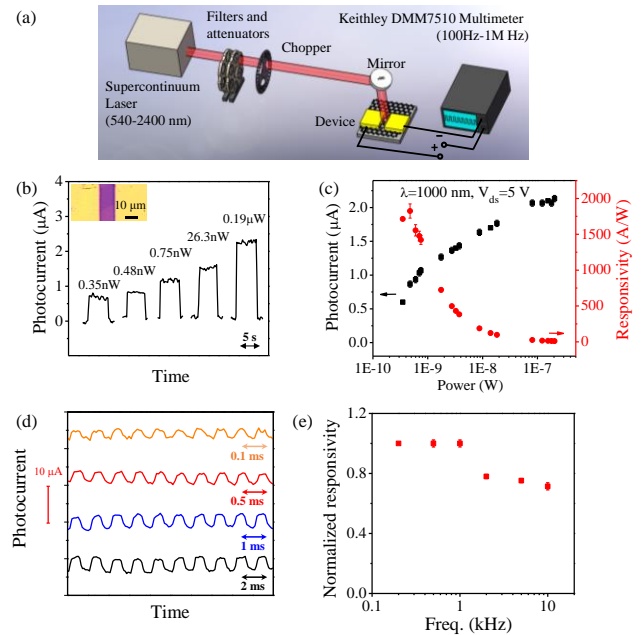 (a)
Filters and
attenuators
Chopper
Keithley DMM7510 Multimeter
(100Hz-1M Hz)
Mirror
Supercontinuum
Laser
(540-2400 nm)
Device
−
+
(b)
Photocurrent (μA)
4
3
2
1
0
10 μm
0.35nW
0.48nW
0.75nW
26.3nW
0.19μW
5 s
Time
(c)
Photocurrent (μA)
2.0
1.5
1.0
0.5
0.0
λ=1000 nm, Vds=5 V
2000
1500
1000
500
0
Responsivity (A/W)
1E-10
1E-9
1E-8
1E-7
Power (W)
(d)
Photocurrent
10 μA
0.1 ms
0.5 ms
1 ms
2 ms
Time
(e)
Normalized responsivity
1.2
0.8
0.4
0.0
0.1
1
10
Freq. (kHz)